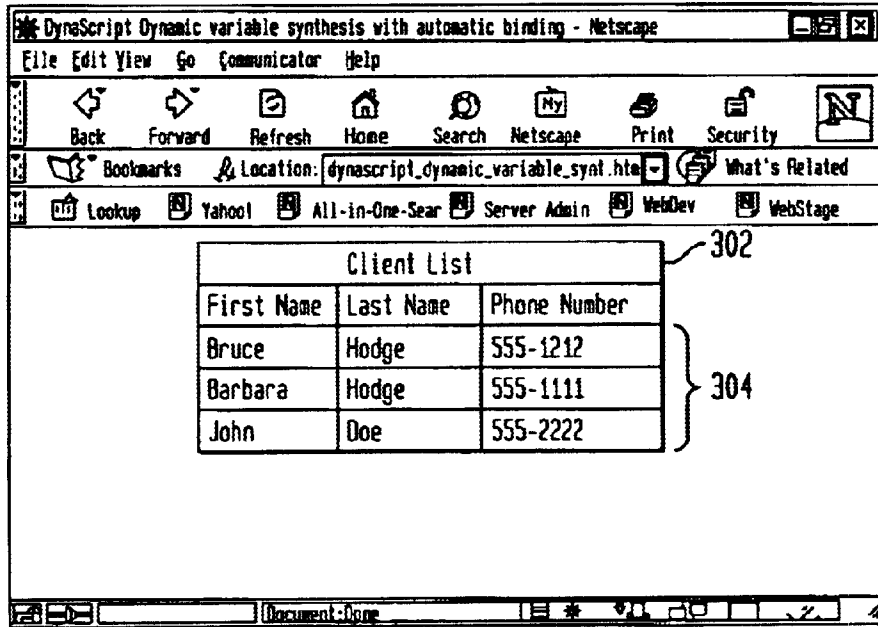 DynaScript Dynamic variable synthesis with automatic binding - Netscape
File Edit View Go Communicator Help
My N
Back Forward Refresh Home Search Netscape Print Security
Bookmarks Location: dynascript_dynamic_variable_synt.htm What's Related
Lookup Yahoo! All-in-One-Sear Server Admin WebDev WebStage
Client List 302
First Name Last Name Phone Number
Bruce Hodge 555-1212
Barbara Hodge 555-1111 304
John Doe 555-2222
Document:Done